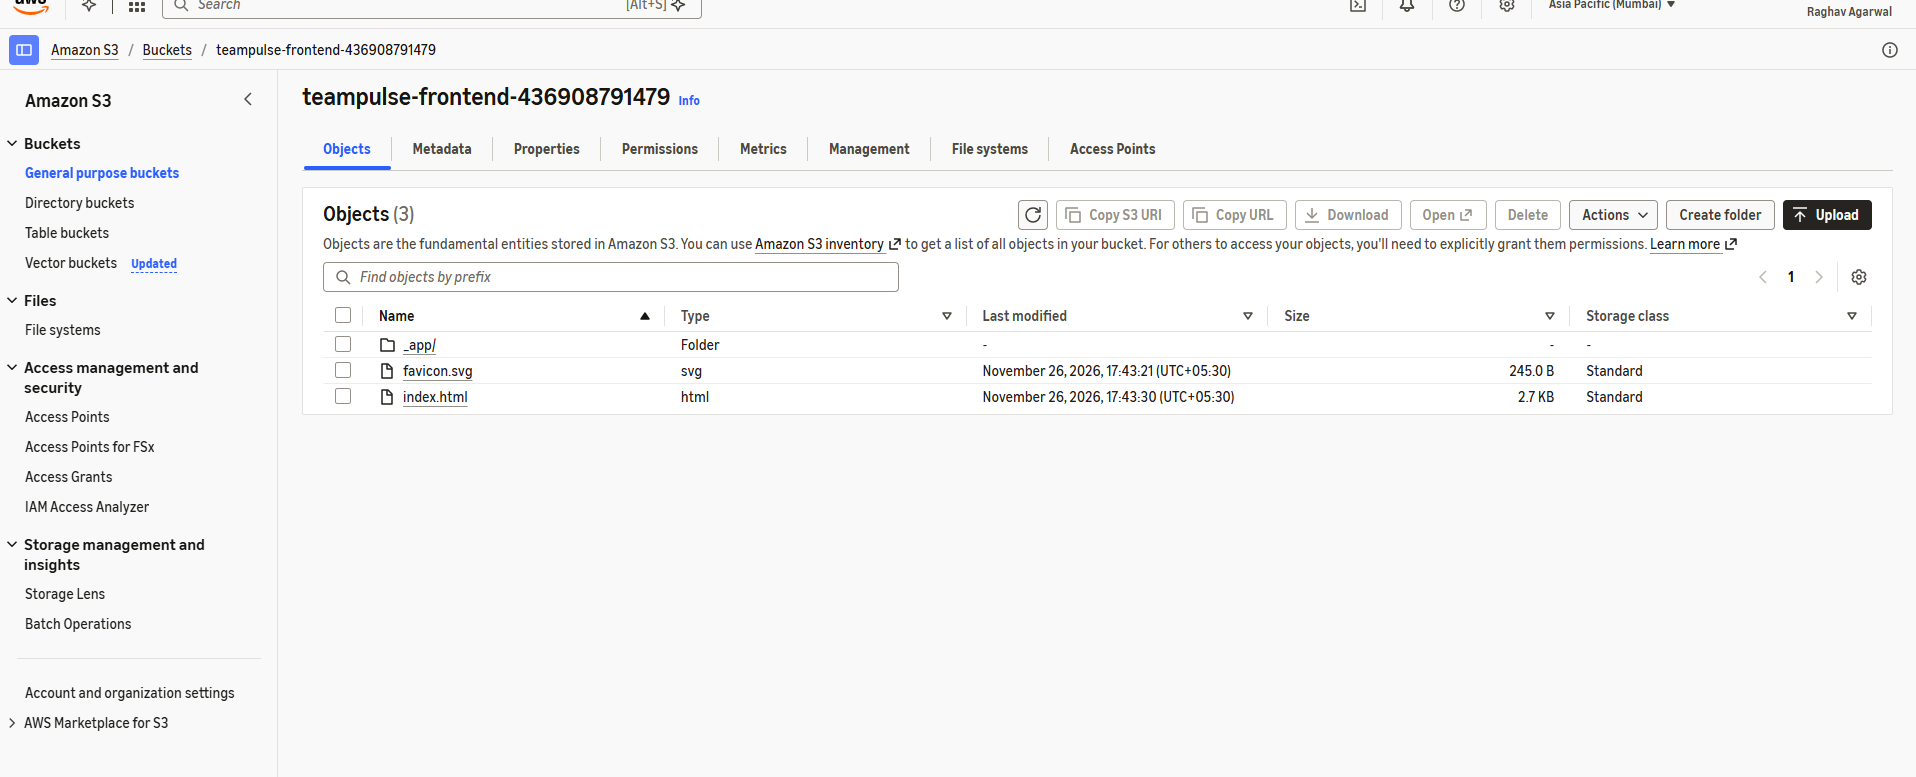 aws
Search
[Alt+S]
Asia Pacific (Mumbai)
Raghav Agarwal
Amazon S3 / Buckets / teampulse-frontend-436908791479
Amazon S3
Buckets
General purpose buckets
Directory buckets
Table buckets
Vector buckets Updated
Files
File systems
Access management and
security
Access Points
Access Points for FSx
Access Grants
IAM Access Analyzer
Storage management and
insights
Storage Lens
Batch Operations
Account and organization settings
AWS Marketplace for S3
teampulse-frontend-436908791479 Info
Objects Metadata Properties Permissions Metrics Management File systems Access Points
Objects (3)
Copy S3 URI Copy URL Download Open Delete Actions Create folder Upload
Objects are the fundamental entities stored in Amazon S3. You can use Amazon S3 inventory to get a list of all objects in your bucket. For others to access your objects, you'll need to explicitly grant them permissions. Learn more
Find objects by prefix
1
Name Type Last modified Size Storage class
_app/ Folder - - -
favicon.svg svg November 26, 2026, 17:43:21 (UTC+05:30) 245.0 B Standard
index.html html November 26, 2026, 17:43:30 (UTC+05:30) 2.7 KB Standard